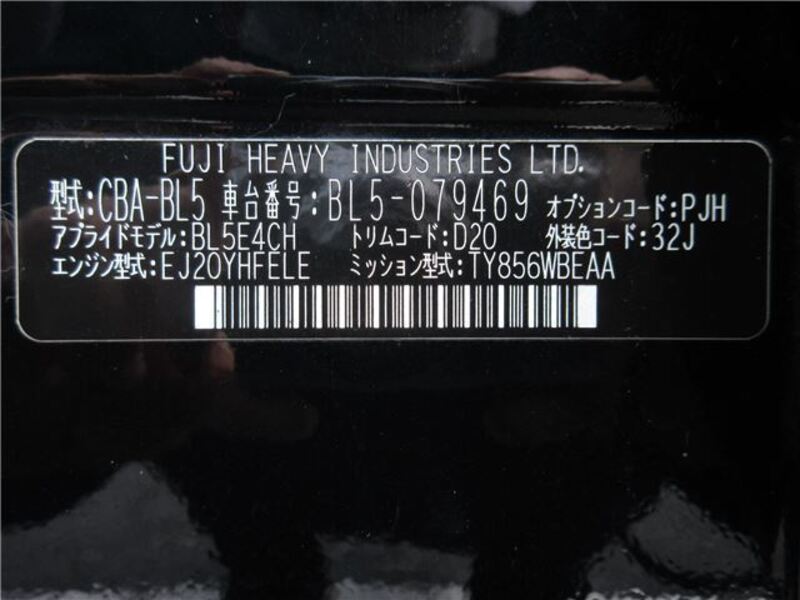 FUJI HEAVY INDUSTRIES LTD.
型式:CBA-BL5 車台番号:BL5-079469 オプションコード:PJH
アプライドモデル:BL5E4CH トリムコード:D20 外装色コード:32J
エンジン型式:EJ20YHFELE ミッション型式:TY856WBEAA